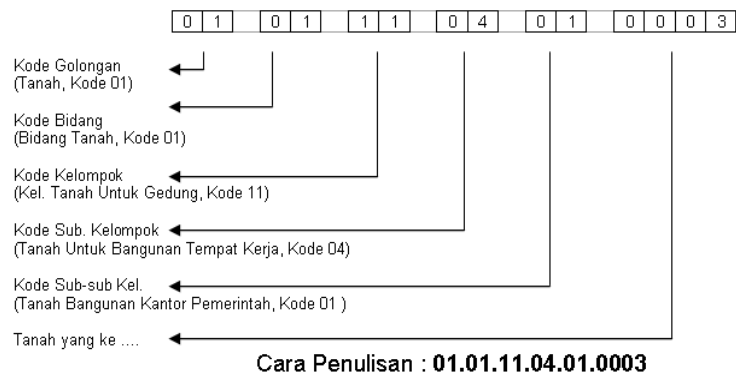 0 1 0 1 1 1 0 4 0 1 0 0 0 3
Kode Golongan
(Tanah, Kode 01)
Kode Bidang
(Bidang Tanah, Kode 01)
Kode Kelompok
(Kel. Tanah Untuk Gedung, Kode 11)
Kode Sub. Kelompok
(Tanah Untuk Bangunan Tempat Kerja, Kode 04)
Kode Sub-sub Kel.
(Tanah Bangunan Kantor Pemerintah, Kode 01 )
Tanah yang ke ....
Cara Penulisan : 01.01.11.04.01.0003